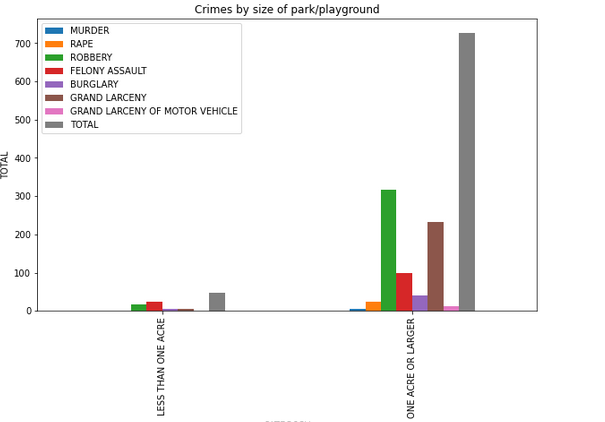 Crimes by size of park/playground
MURDER
RAPE
ROBBERY
FELONY ASSAULT
BURGLARY
GRAND LARCENY
GRAND LARCENY OF MOTOR VEHICLE
TOTAL
TOTAL
700
600
500
400
300
200
100
0
LESS THAN ONE ACRE
ONE ACRE OR LARGER